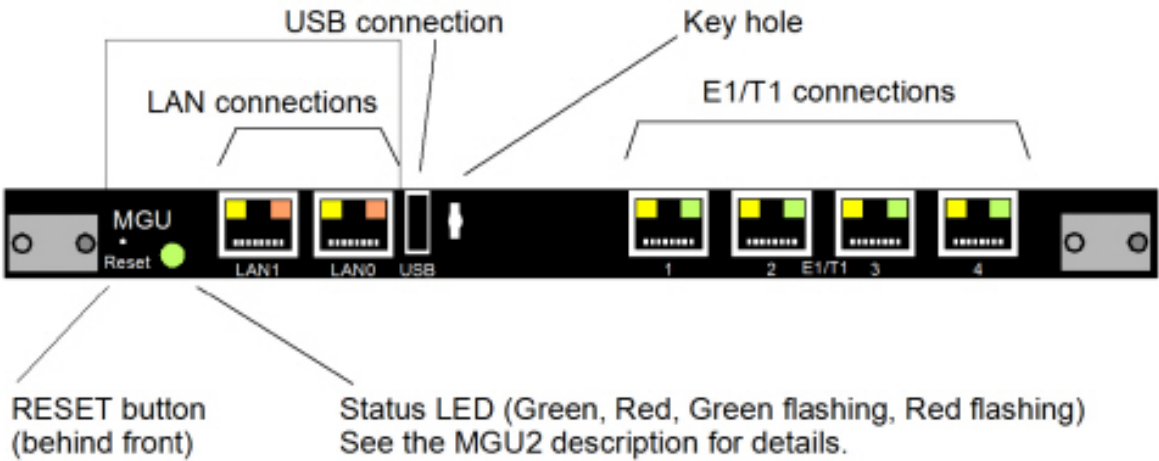 USB connection
Key hole
LAN connections
E1/T1 connections
MGU
Reset
LAN1
LAN0
USB
1
2
E1/T1
3
4
RESET button
(behind front)
Status LED (Green, Red, Green flashing, Red flashing)
See the MGU2 description for details.